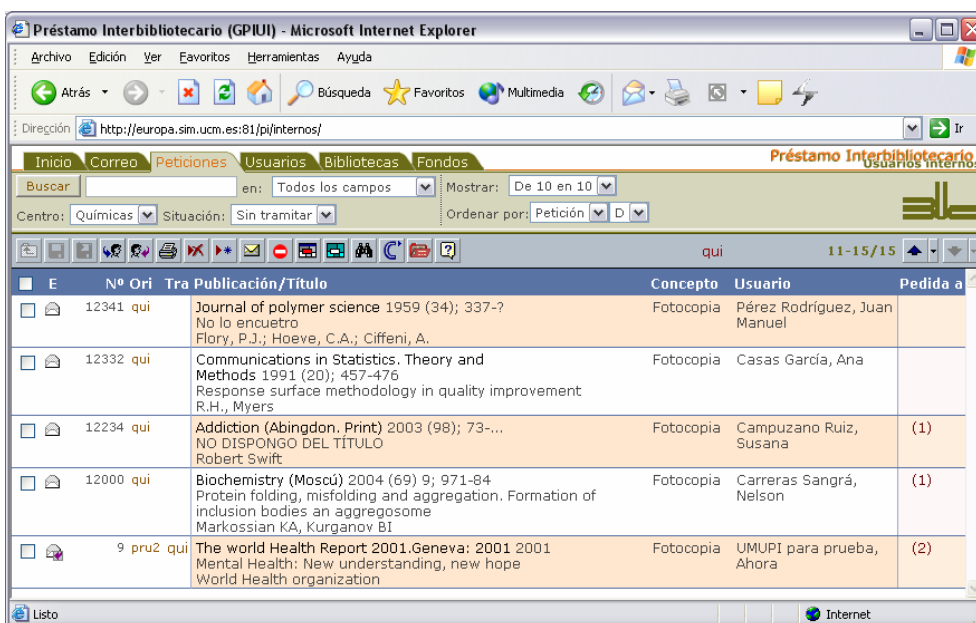 Préstamo Interbibliotecario (GPIUI) - Microsoft Internet Explorer
Archivo Edición Ver Favoritos Herramientas Ayuda
Atrás Búsqueda Favoritos Multimedia
Dirección http://europa.sim.ucm.es:81/pi/internos/ Ir
Inicio Correo Peticiones Usuarios Bibliotecas Fondos Préstamo Interbibliotecario
Usuarios Internos
Buscar en: Todos los campos Mostrar: De 10 en 10
Centro: Químicas Situación: Sin tramitar Ordenar por: Petición D
qui 11-15/15
E Nº Ori Tra Publicación/Título Concepto Usuario Pedida a
12341 qui Journal of polymer science 1959 (34); 337-? Fotocopia Pérez Rodríguez, Juan
No lo encuetro Manuel
Flory, P.J.; Hoeve, C.A.; Ciffeni, A.
12332 qui Communications in Statistics. Theory and Fotocopia Casas García, Ana
Methods 1991 (20); 457-476
Response surface methodology in quality improvement
R.H., Myers
12234 qui Addiction (Abingdon. Print) 2003 (98); 73-... Fotocopia Campuzano Ruiz, (1)
NO DISPONGO DEL TÍTULO Susana
Robert Swift
12000 qui Biochemistry (Moscú) 2004 (69) 9; 971-84 Fotocopia Carreras Sangrá, (1)
Protein folding, misfolding and aggregation. Formation of Nelson
inclusion bodies an aggregosome
Markossian KA, Kurganov BI
9 pru2 qui The world Health Report 2001.Geneva: 2001 2001 Fotocopia UMUPI para prueba, (2)
Mental Health: New understanding, new hope Ahora
World Health organization
Listo Internet